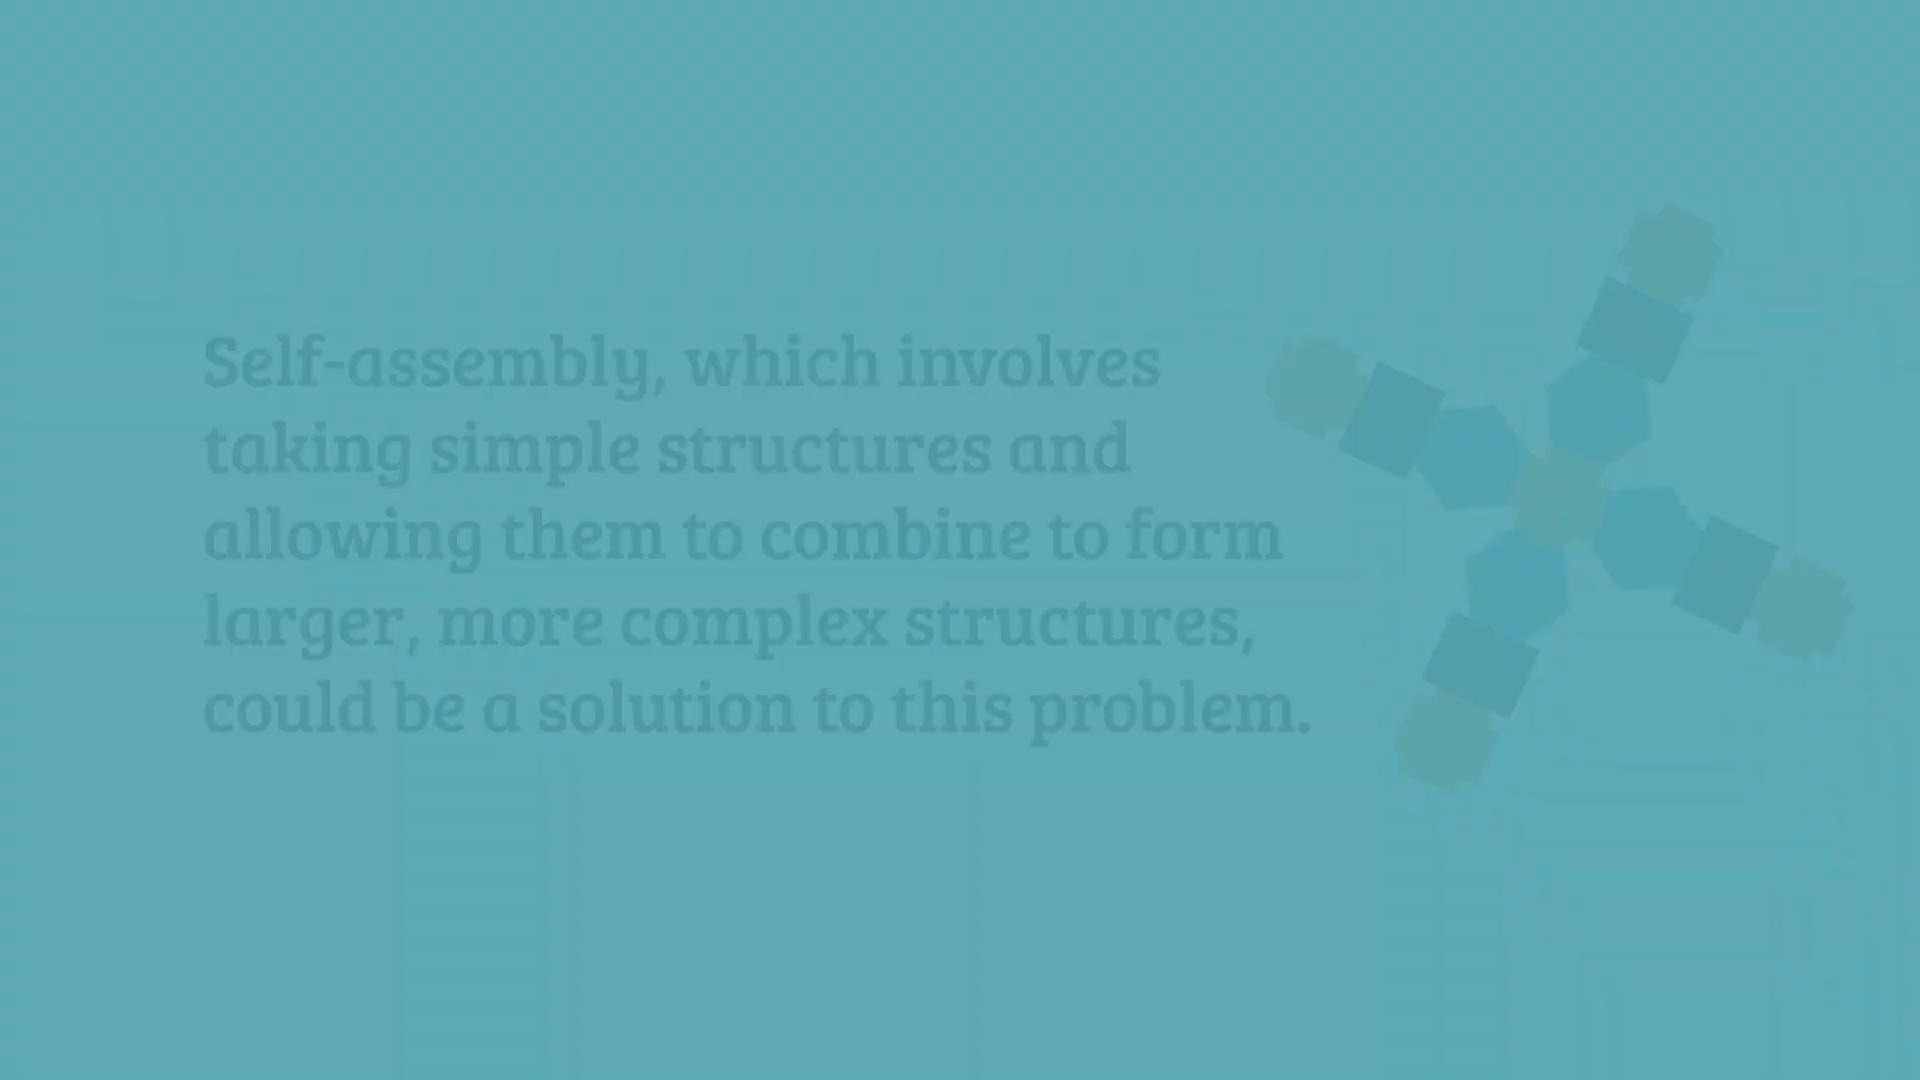 Self-assembly, which involves
taking simple structures and
allowing them to combine to form
larger, more complex structures,
could be a solution to this problem.